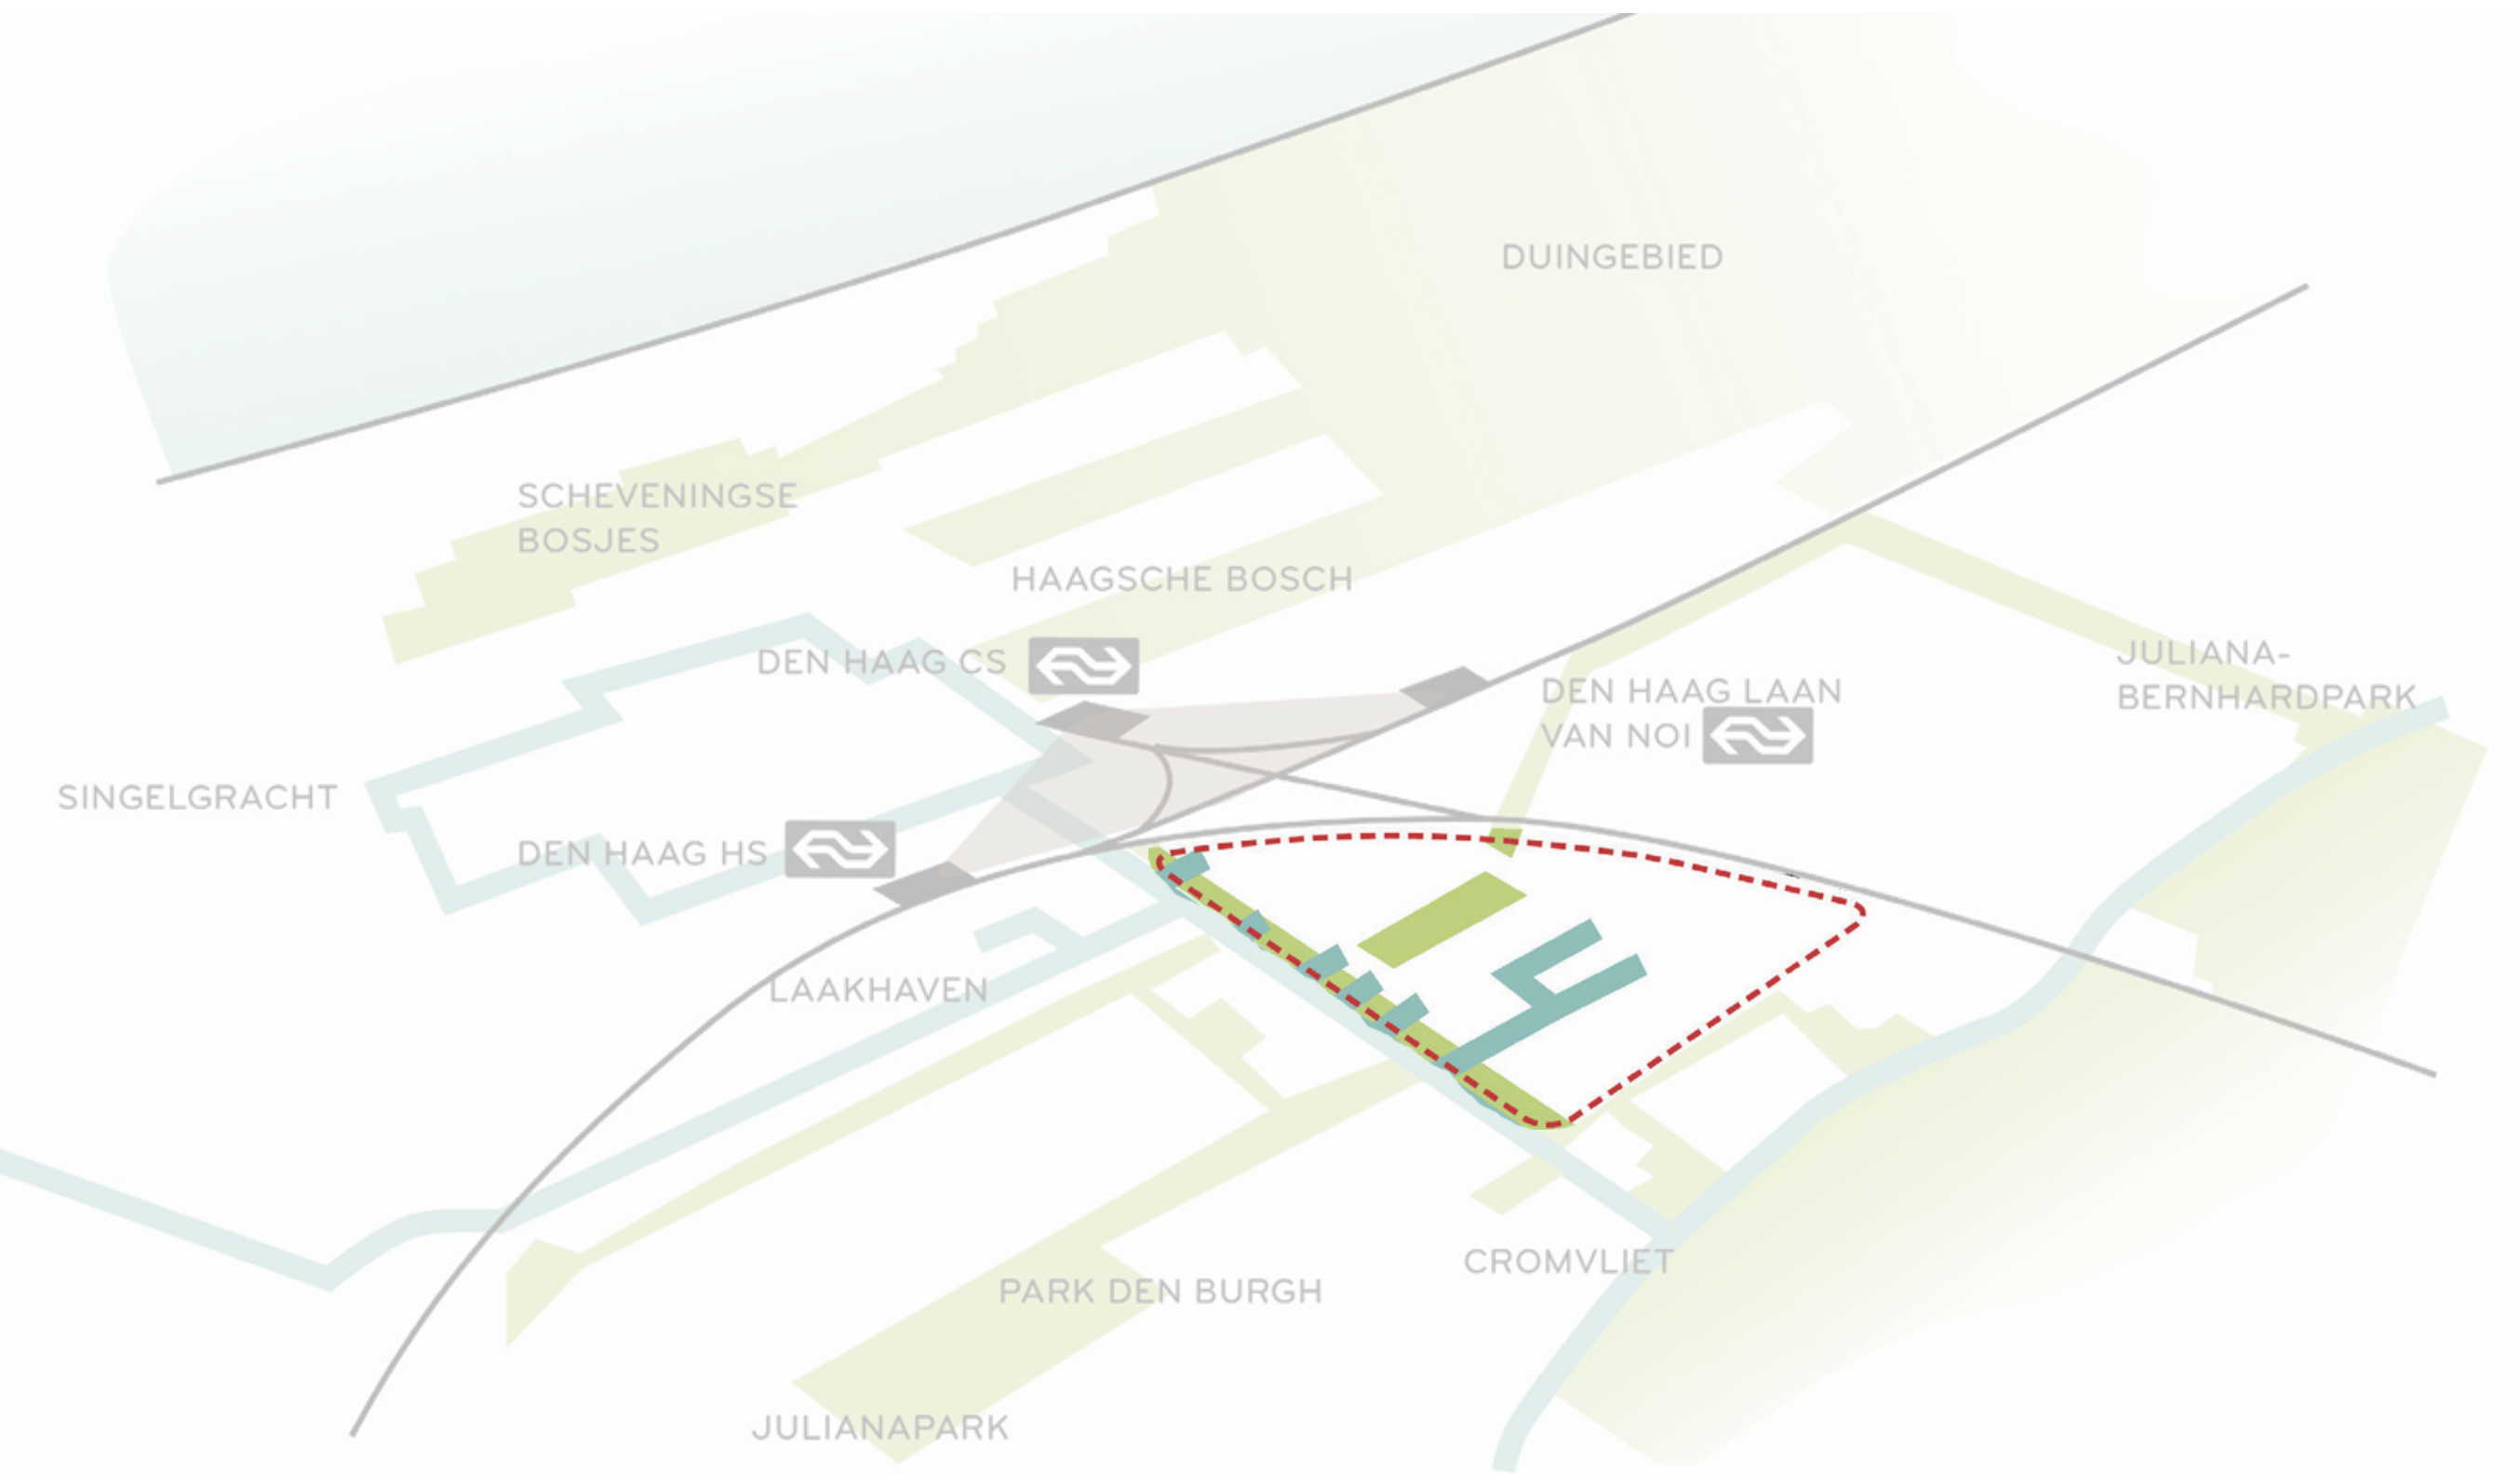 DUINGEBIED
SCHEVENINGSE
BOSJES
HAAGSCHE BOSCH
DEN HAAG CS
JULIANA-
BERNHARDPARK
DEN HAAG LAAN
VAN NOI
SINGELGRACHT
DEN HAAG HS
LAAKHAVEN
CROMVLIET
PARK DEN BURGH
JULIANAPARK